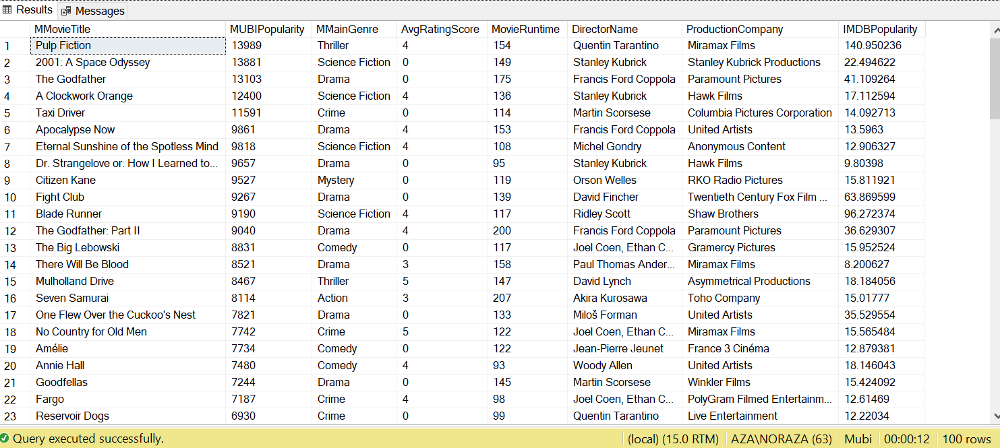 Results Messages
MMovieTitle MUBIPopularity MMainGenre AvgRatingScore MovieRuntime DirectorName ProductionCompany IMDBPopularity
1 Pulp Fiction 13989 Thriller 4 154 Quentin Tarantino Miramax Films 140.950236
2 2001: A Space Odyssey 13881 Science Fiction 0 149 Stanley Kubrick Stanley Kubrick Productions 22.494622
3 The Godfather 13103 Drama 0 175 Francis Ford Coppola Paramount Pictures 41.109264
4 A Clockwork Orange 12400 Science Fiction 4 136 Stanley Kubrick Hawk Films 17.112594
5 Taxi Driver 11591 Crime 0 114 Martin Scorsese Columbia Pictures Corporation 14.092713
6 Apocalypse Now 9861 Drama 4 153 Francis Ford Coppola United Artists 13.5963
7 Eternal Sunshine of the Spotless Mind 9818 Science Fiction 4 108 Michel Gondry Anonymous Content 12.906327
8 Dr. Strangelove or: How I Learned to... 9657 Drama 0 95 Stanley Kubrick Hawk Films 9.80398
9 Citizen Kane 9527 Mystery 0 119 Orson Welles RKO Radio Pictures 15.811921
10 Fight Club 9267 Drama 0 139 David Fincher Twentieth Century Fox Film ... 63.869599
11 Blade Runner 9190 Science Fiction 4 117 Ridley Scott Shaw Brothers 96.272374
12 The Godfather: Part II 9040 Drama 4 200 Francis Ford Coppola Paramount Pictures 36.629307
13 The Big Lebowski 8831 Comedy 0 117 Joel Coen, Ethan C... Gramercy Pictures 15.952524
14 There Will Be Blood 8521 Drama 3 158 Paul Thomas Ander... Miramax Films 8.200627
15 Mulholland Drive 8467 Thriller 5 147 David Lynch Asymmetrical Productions 18.184056
16 Seven Samurai 8114 Action 3 207 Akira Kurosawa Toho Company 15.01777
17 One Flew Over the Cuckoo's Nest 7821 Drama 0 133 Miloš Forman United Artists 35.529554
18 No Country for Old Men 7742 Crime 5 122 Joel Coen, Ethan C... Miramax Films 15.565484
19 Amélie 7734 Comedy 0 122 Jean-Pierre Jeunet France 3 Cinéma 12.879381
20 Annie Hall 7480 Comedy 4 93 Woody Allen United Artists 18.146043
21 Goodfellas 7244 Drama 0 145 Martin Scorsese Winkler Films 15.424092
22 Fargo 7187 Crime 4 98 Joel Coen, Ethan C... PolyGram Filmed Entertainm... 12.61469
23 Reservoir Dogs 6930 Crime 0 99 Quentin Tarantino Live Entertainment 12.22034
Query executed successfully. (local) (15.0 RTM) AZA\NORAZA (63) Mubi 00:00:12 100 rows